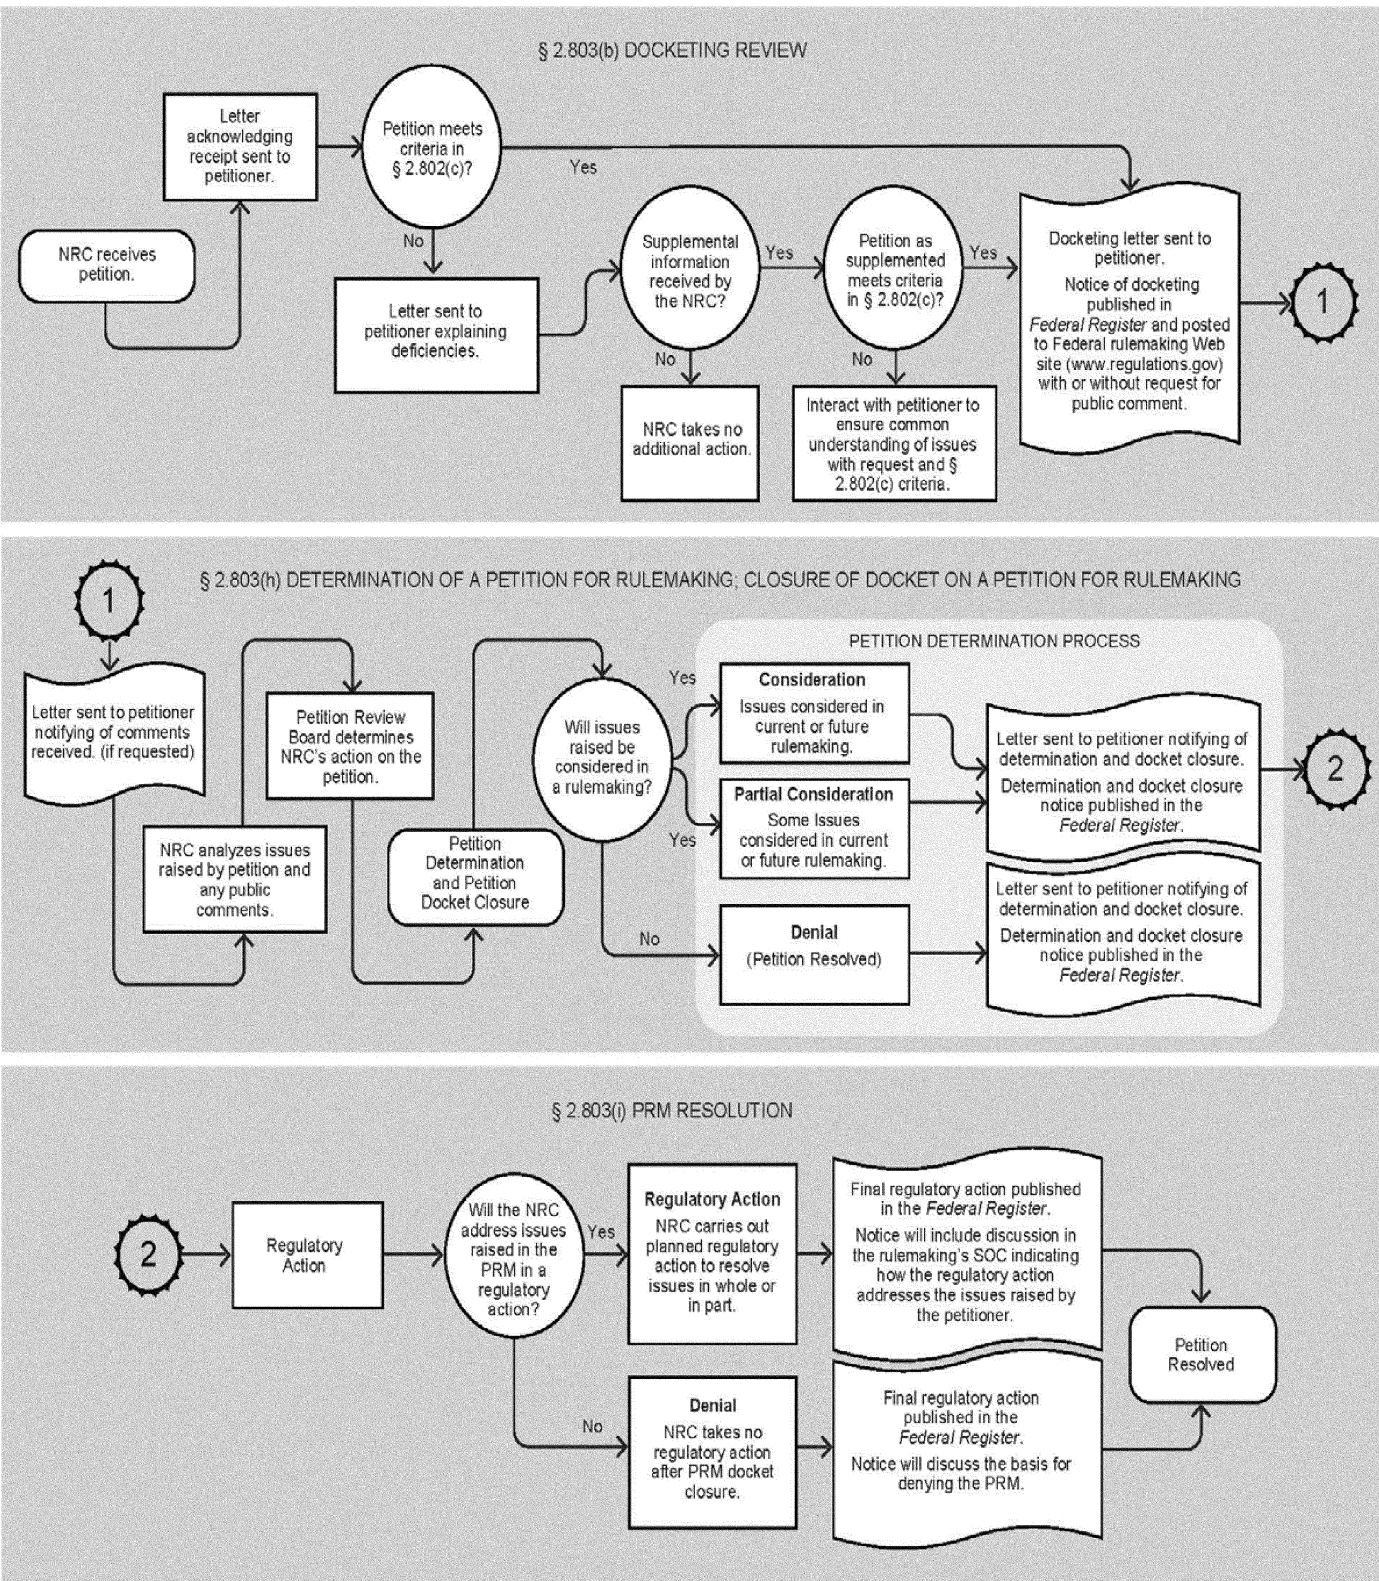 § 2.803(b) DOCKETING REVIEW
Letter
acknowledging
receipt sent to
petitioner.
Petition meets
criteria in
§ 2.802(c)?
Yes
NRC receives
petition.
No
Letter sent to
petitioner explaining
deficiencies.
Supplemental
information
received by
the NRC?
Yes
No
NRC takes no
additional action.
Petition as
supplemented
meets criteria
in § 2.802(c)?
Yes
No
Interact with petitioner to
ensure common
understanding of issues
with request and §
2.802(c) criteria.
Docketing letter sent to
petitioner.
Notice of docketing
published in
Federal Register and posted
to Federal rulemaking Web
site (www.regulations.gov)
with or without request for
public comment.
1
§ 2.803(h) DETERMINATION OF A PETITION FOR RULEMAKING; CLOSURE OF DOCKET ON A PETITION FOR RULEMAKING
1
Letter sent to petitioner
notifying of comments
received. (if requested)
NRC analyzes issues
raised by petition and
any public
comments.
Petition Review
Board determines
NRC's action on the
petition.
Petition
Determination
and Petition
Docket Closure
Will issues
raised be
considered in
a rulemaking?
Yes
Yes
No
PETITION DETERMINATION PROCESS
Consideration
Issues considered in
current or future
rulemaking.
Partial Consideration
Some Issues
considered in current
or future rulemaking.
Denial
(Petition Resolved)
Letter sent to petitioner notifying of
determination and docket closure.
Determination and docket closure
notice published in the
Federal Register.
Letter sent to petitioner notifying of
determination and docket closure.
Determination and docket closure
notice published in the
Federal Register.
2
§ 2.803(i) PRM RESOLUTION
2
Regulatory
Action
Will the NRC
address issues
raised in the
PRM in a
regulatory
action?
Yes
No
Regulatory Action
NRC carries out
planned regulatory
action to resolve
issues in whole or
in part.
Denial
NRC takes no
regulatory action
after PRM docket
closure.
Final regulatory action published
in the Federal Register.
Notice will include discussion in
the rulemaking's SOC indicating
how the regulatory action
addresses the issues raised by
the petitioner.
Final regulatory action
published in the
Federal Register.
Notice will discuss the basis for
denying the PRM.
Petition
Resolved